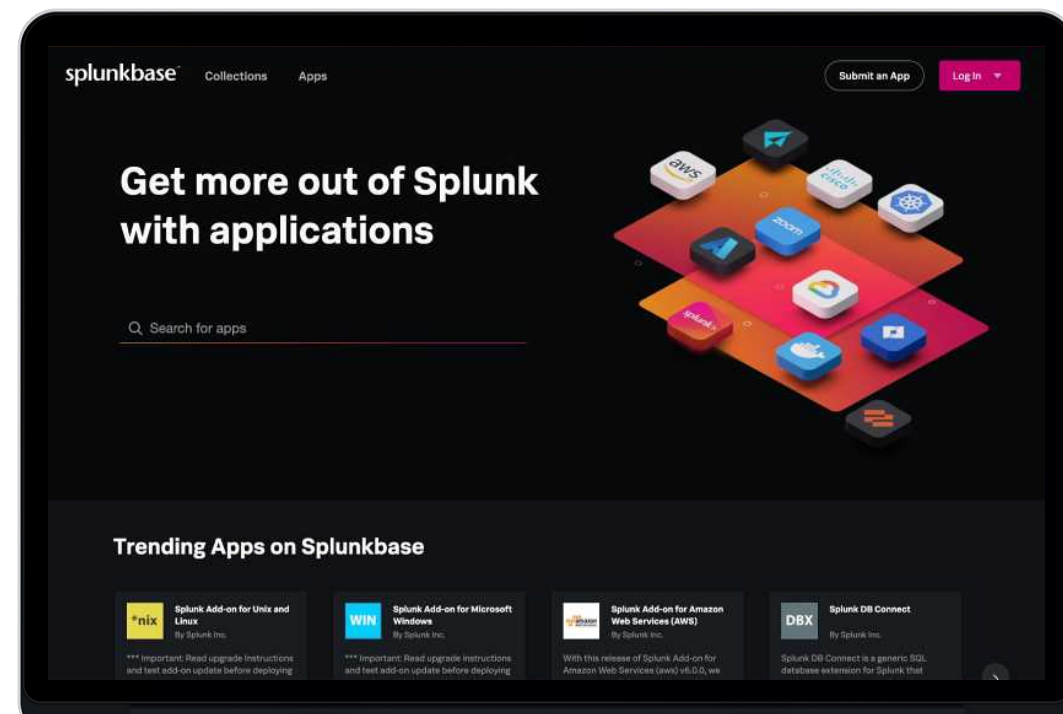 splunkbase
Collections
Apps
Submit an App
Log In
Get more out of Splunk
with applications
Search for apps
aws
cisco
zoom
splunk>
Trending Apps on Splunkbase
*nix
Splunk Add-on for Unix and
Linux
By Splunk Inc.
*** Important: Read upgrade instructions
and test add-on update before deploying
WIN
Splunk Add-on for Microsoft
Windows
By Splunk Inc.
*** Important: Read upgrade instructions
and test add-on update before deploying
Splunk Add-on for Amazon
Web Services (AWS)
By Splunk Inc.
With this release of Splunk Add-on for
Amazon Web Services (aws) v6.0.0, we
DBX
Splunk DB Connect
By Splunk Inc.
Splunk DB Connect is a generic SQL
database extension for Splunk that